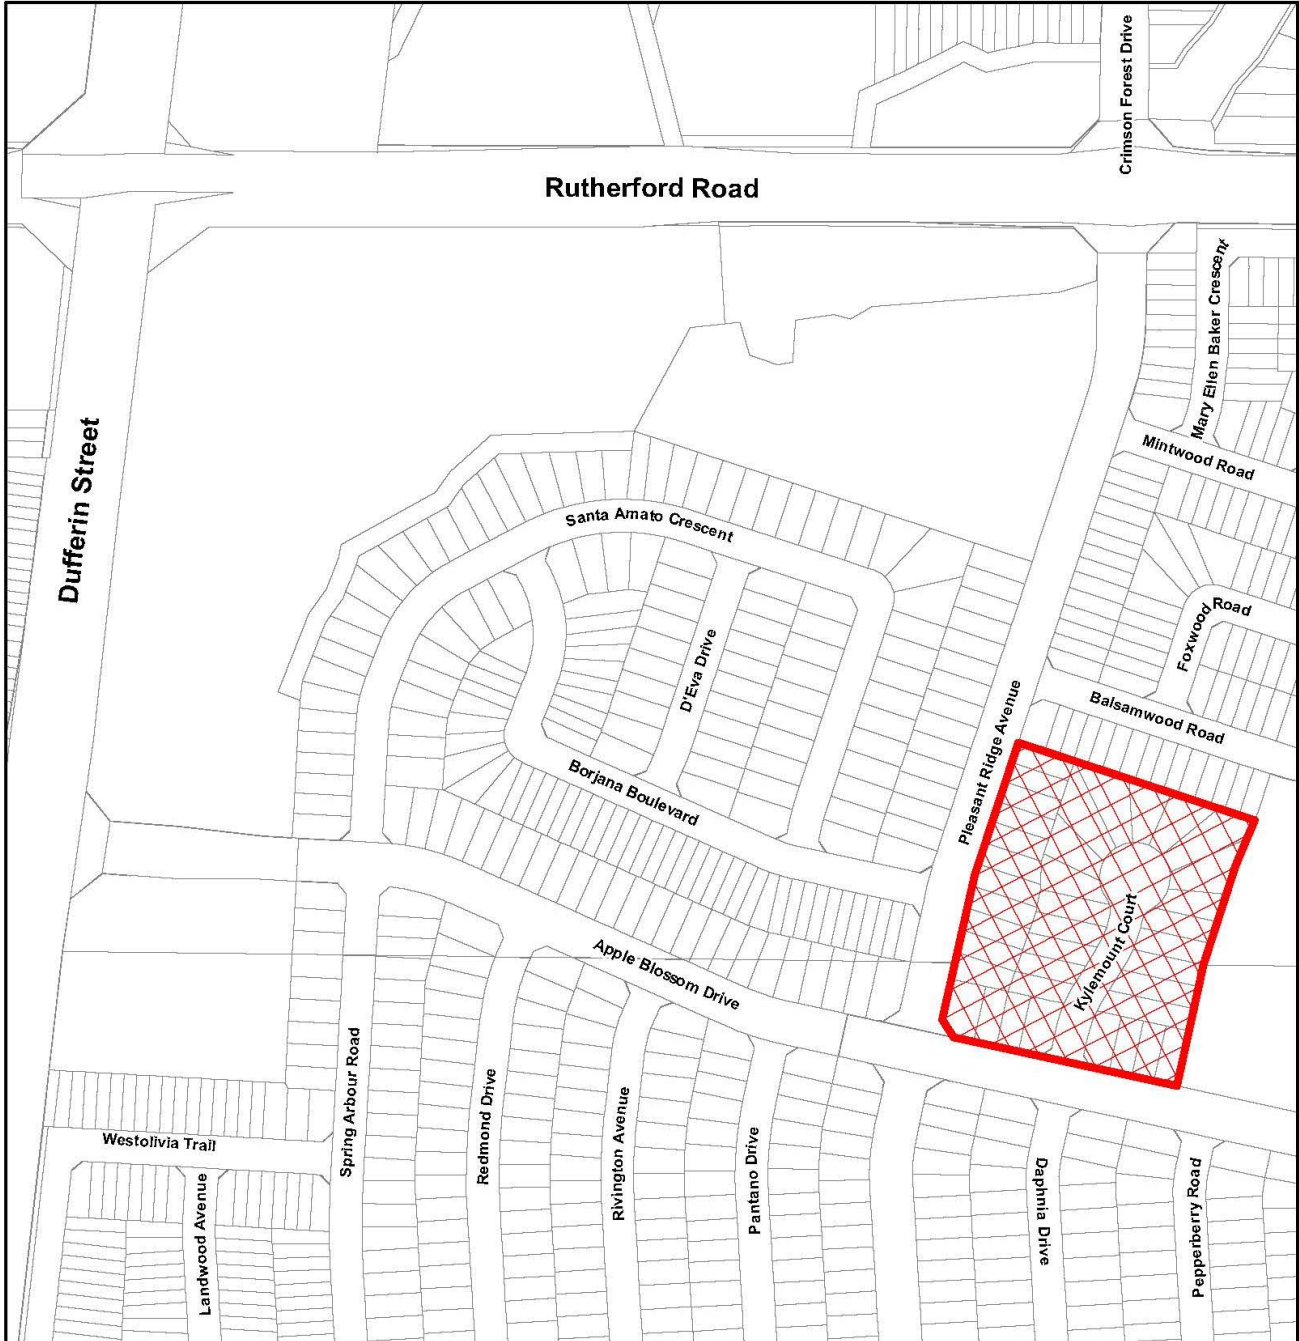 Crimson Forest Drive
Rutherford Road
Mary Ellen Baker Crescent
Dufferin Street
Mintwood Road
Santa Amato Crescent
Foxwood Road
D'Eva Drive
Pleasant Ridge Avenue
Balsamwood Road
Borjana Boulevard
Kylemount Court
Apple Blossom Drive
Spring Arbour Road
Redmond Drive
Rivington Avenue
Pantano Drive
Westolivia Trail
Landwood Avenue
Daphnia Drive
Pepperberry Road